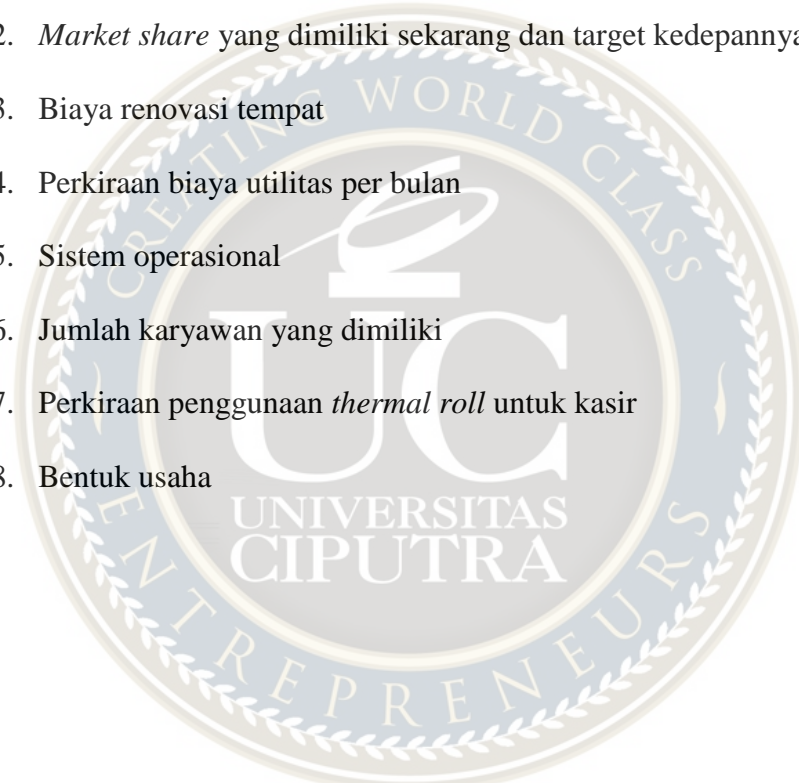 2. Market share yang dimiliki sekarang dan target kedepannya
3. Biaya renovasi tempat
4. Perkiraan biaya utilitas per bulan
5. Sistem operasional
6. Jumlah karyawan yang dimiliki
7. Perkiraan penggunaan thermal roll untuk kasir
8. Bentuk usaha
CREATING WORLD CLASS
UC
UNIVERSITAS
CIPUTRA
ENTREPRENEURS